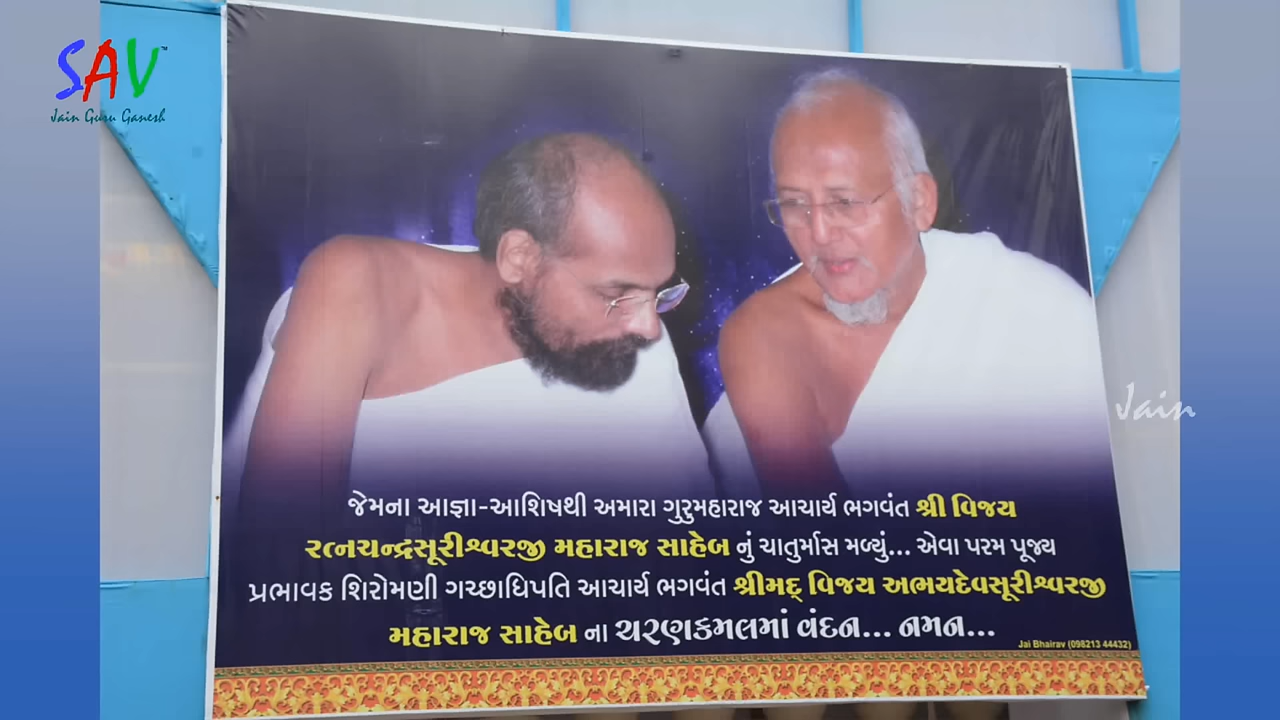 SAV™
Jain Guru Ganesh
Jain
જેમના આજ્ઞા-આશિષથી અમારા ગુરુમહારાજ આચાર્ય ભગવંત શ્રી વિજય
રત્નચન્દ્રસૂરીશ્વરજી મહારાજ સાહેબ નું ચાતુર્માસ મળ્યું... એવા પરમ પૂજ્ય
પ્રભાવક શિરોમણી ગચ્છાધિપતિ આચાર્ય ભગવંત શ્રીમદ્ વિજય અભયદેવસૂરીશ્વરજી
મહારાજ સાહેબ ના ચરણકમલમાં વંદન... નમન...
Jai Bhairav (098213 44432)